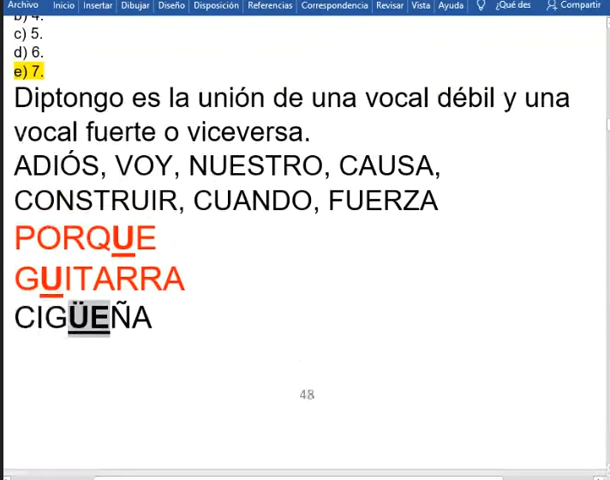 Archivo Inicio Insertar Dibujar Diseño Disposición Referencias Correspondencia Revisar Vista Ayuda ¿Qué des Compartir
b) 4.
c) 5.
d) 6.
e) 7.
Diptongo es la unión de una vocal débil y una
vocal fuerte o viceversa.
ADIÓS, VOY, NUESTRO, CAUSA,
CONSTRUIR, CUANDO, FUERZA
PORQUE
GUITARRA
CIGÜEÑA
48